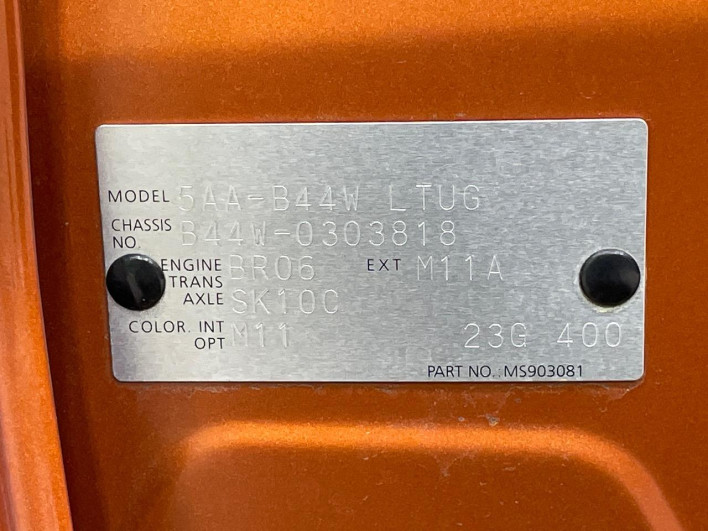 MODEL 5AA-B44W LTUG
CHASSIS NO. B44W-0303818
ENGINE BR06 EXT M11A
TRANS AXLE SK10C
COLOR. INT OPT M11 23G 400
PART NO.: MS903081